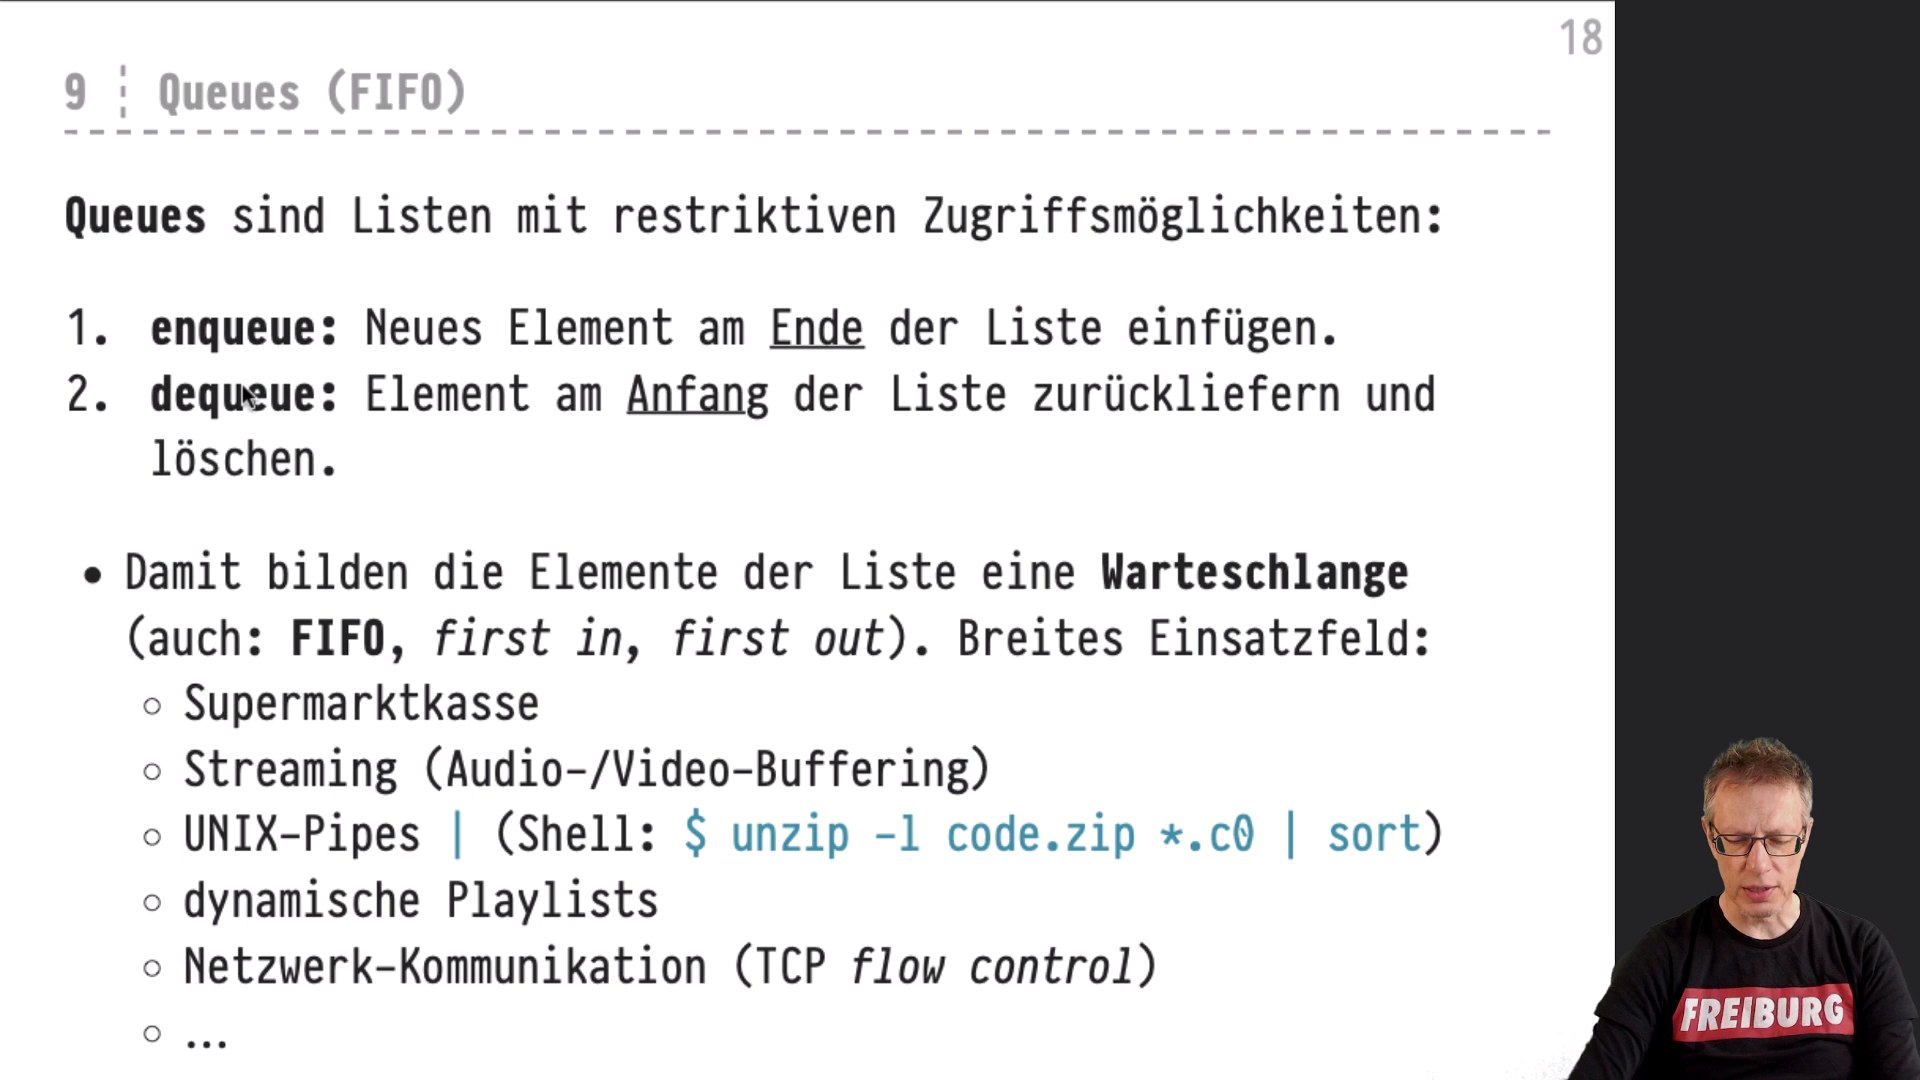 18
9 Queues (FIFO)
Queues sind Listen mit restriktiven Zugriffsmöglichkeiten:
1. enqueue: Neues Element am Ende der Liste einfügen.
2. dequeue: Element am Anfang der Liste zurückliefern und
löschen.
• Damit bilden die Elemente der Liste eine Warteschlange
(auch: FIFO, first in, first out). Breites Einsatzfeld:
○ Supermarktkasse
○ Streaming (Audio-/Video-Buffering)
○ UNIX-Pipes | (Shell: $ unzip -l code.zip *.c0 | sort)
○ dynamische Playlists
○ Netzwerk-Kommunikation (TCP flow control)
○ ...
FREIBURG